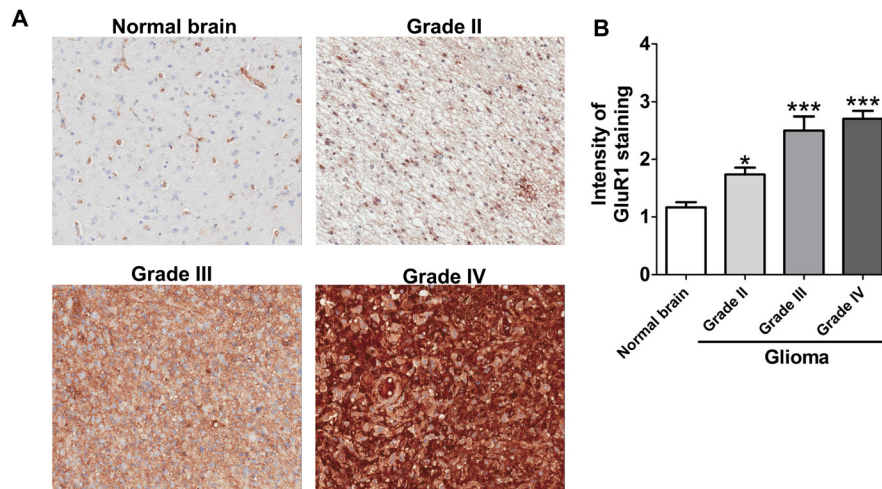 A
Normal brain
Grade II
Grade III
Grade IV
B
Intensity of
GluR1 staining
4
3
2
1
0
*
***
***
Normal brain
Grade II
Grade III
Grade IV
Glioma